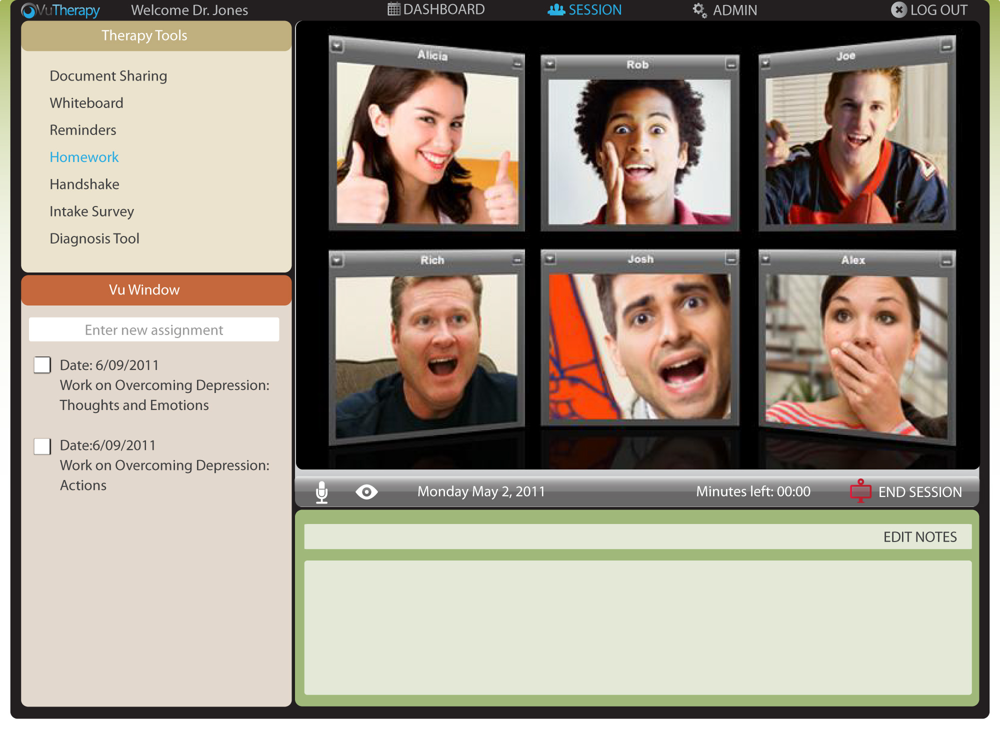 VuTherapy Welcome Dr. Jones DASHBOARD SESSION ADMIN LOG OUT
Therapy Tools
Document Sharing
Whiteboard
Reminders
Homework
Handshake
Intake Survey
Diagnosis Tool
Vu Window
Enter new assignment
Date: 6/09/2011
Work on Overcoming Depression:
Thoughts and Emotions
Date:6/09/2011
Work on Overcoming Depression:
Actions
Alicia
Rob
Joe
Rich
Josh
Alex
Monday May 2, 2011 Minutes left: 00:00 END SESSION
EDIT NOTES